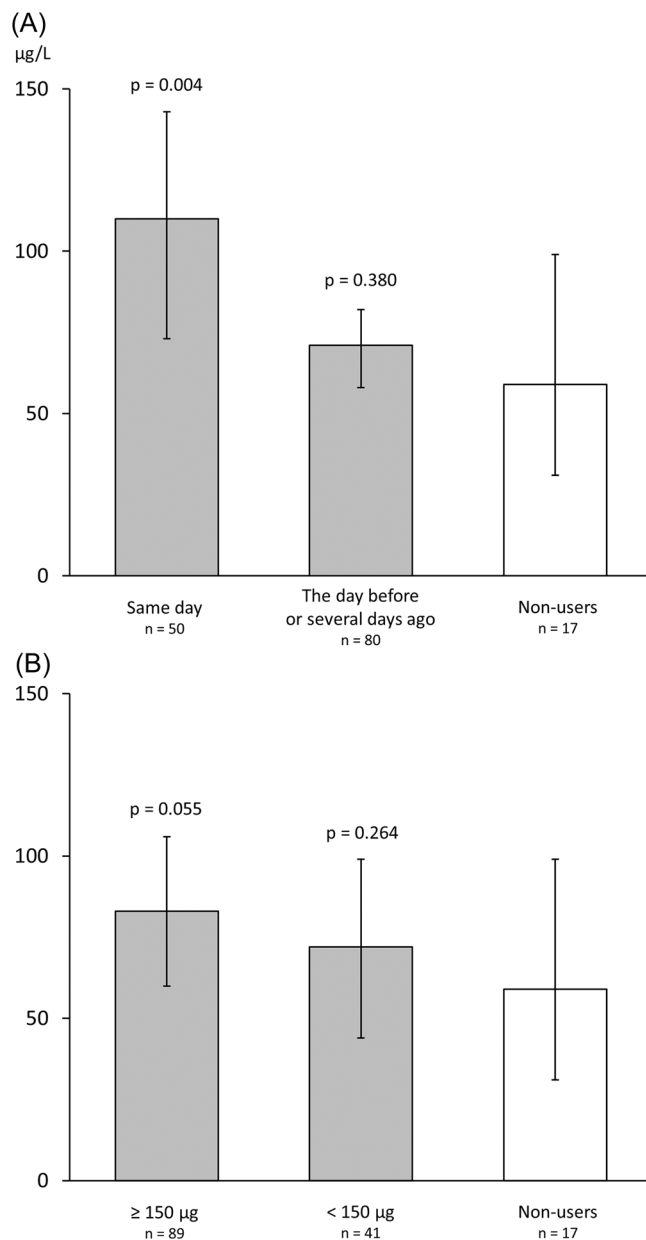 (A)
µg/L
150
p = 0.004
100
p = 0.380
50
0
Same day
n = 50
The day before
or several days ago
n = 80
Non-users
n = 17
(B)
150
p = 0.055
p = 0.264
100
50
0
≥ 150 µg
n = 89
< 150 µg
n = 41
Non-users
n = 17